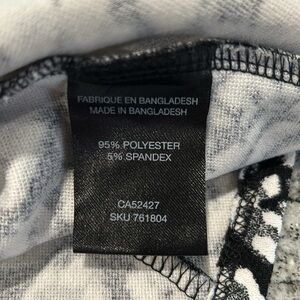 FABRIQUE EN BANGLADESH
MADE IN BANGLADESH
95% POLYESTER
5% SPANDEX
CA52427
SKU 761804